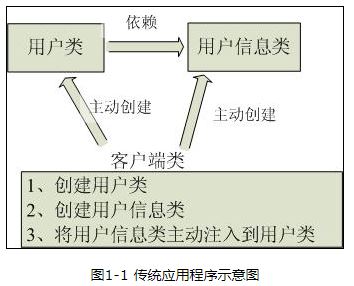 依赖
用户类
用户信息类
主动创建
主动创建
客户端类
1、创建用户类
2、创建用户信息类
3、将用户信息类主动注入到用户类
图1-1 传统应用程序示意图